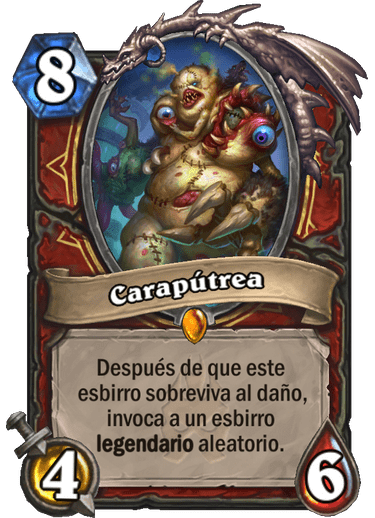 8
Carapútrea
Después de que este
esbirro sobreviva al daño,
invoca a un esbirro
legendario aleatorio.
4
6